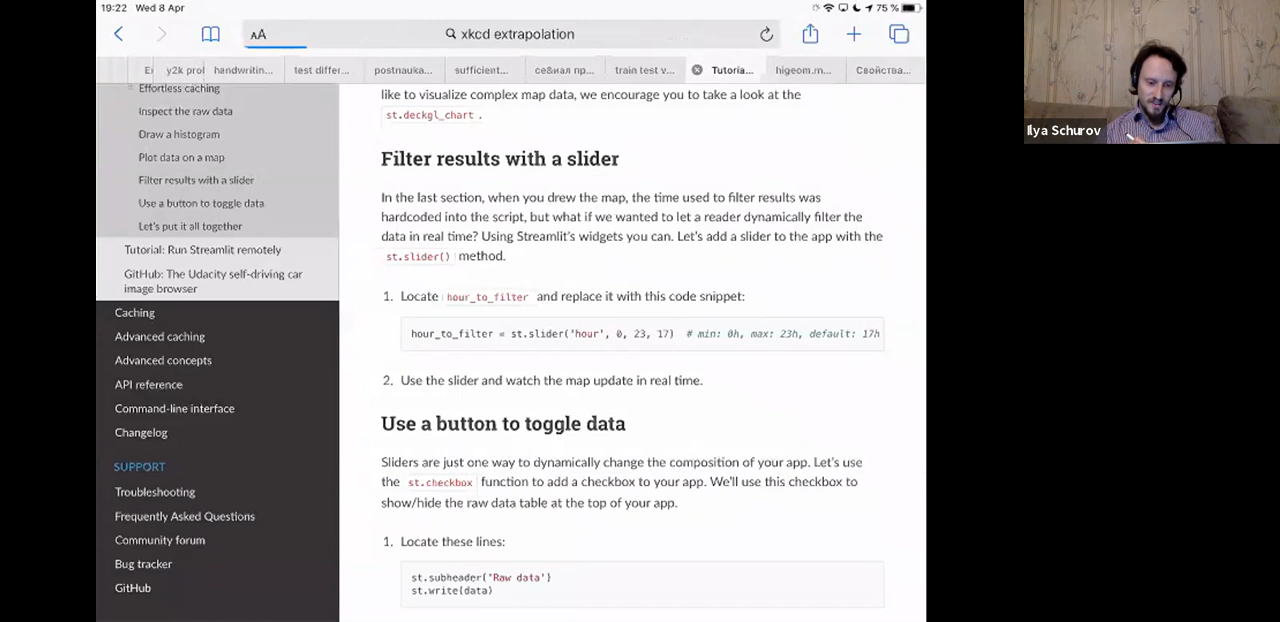 19:22 Wed 8 Apr
75 %
AA
xkcd extrapolation
y2k prol
handwritin...
test differ...
postnauka...
sufficient...
се8иал пр...
train test v...
Tutoria...
higeom.m...
Свойства...
Effortless caching
Inspect the raw data
Draw a histogram
Plot data on a map
Filter results with a slider
Use a button to toggle data
Let's put it all together
Tutorial: Run Streamlit remotely
GitHub: The Udacity self-driving car
image browser
Caching
Advanced caching
Advanced concepts
API reference
Command-line interface
Changelog
SUPPORT
Troubleshooting
Frequently Asked Questions
Community forum
Bug tracker
GitHub
like to visualize complex map data, we encourage you to take a look at the
st.deckgl_chart .
Filter results with a slider
In the last section, when you drew the map, the time used to filter results was
hardcoded into the script, but what if we wanted to let a reader dynamically filter the
data in real time? Using Streamlit's widgets you can. Let's add a slider to the app with the
st.slider() method.
1. Locate hour_to_filter and replace it with this code snippet:
hour_to_filter = st.slider('hour', 0, 23, 17) # min: 0h, max: 23h, default: 17h
2. Use the slider and watch the map update in real time.
Use a button to toggle data
Sliders are just one way to dynamically change the composition of your app. Let's use
the st.checkbox function to add a checkbox to your app. We'll use this checkbox to
show/hide the raw data table at the top of your app.
1. Locate these lines:
st.subheader('Raw data')
st.write(data)
Ilya Schurov